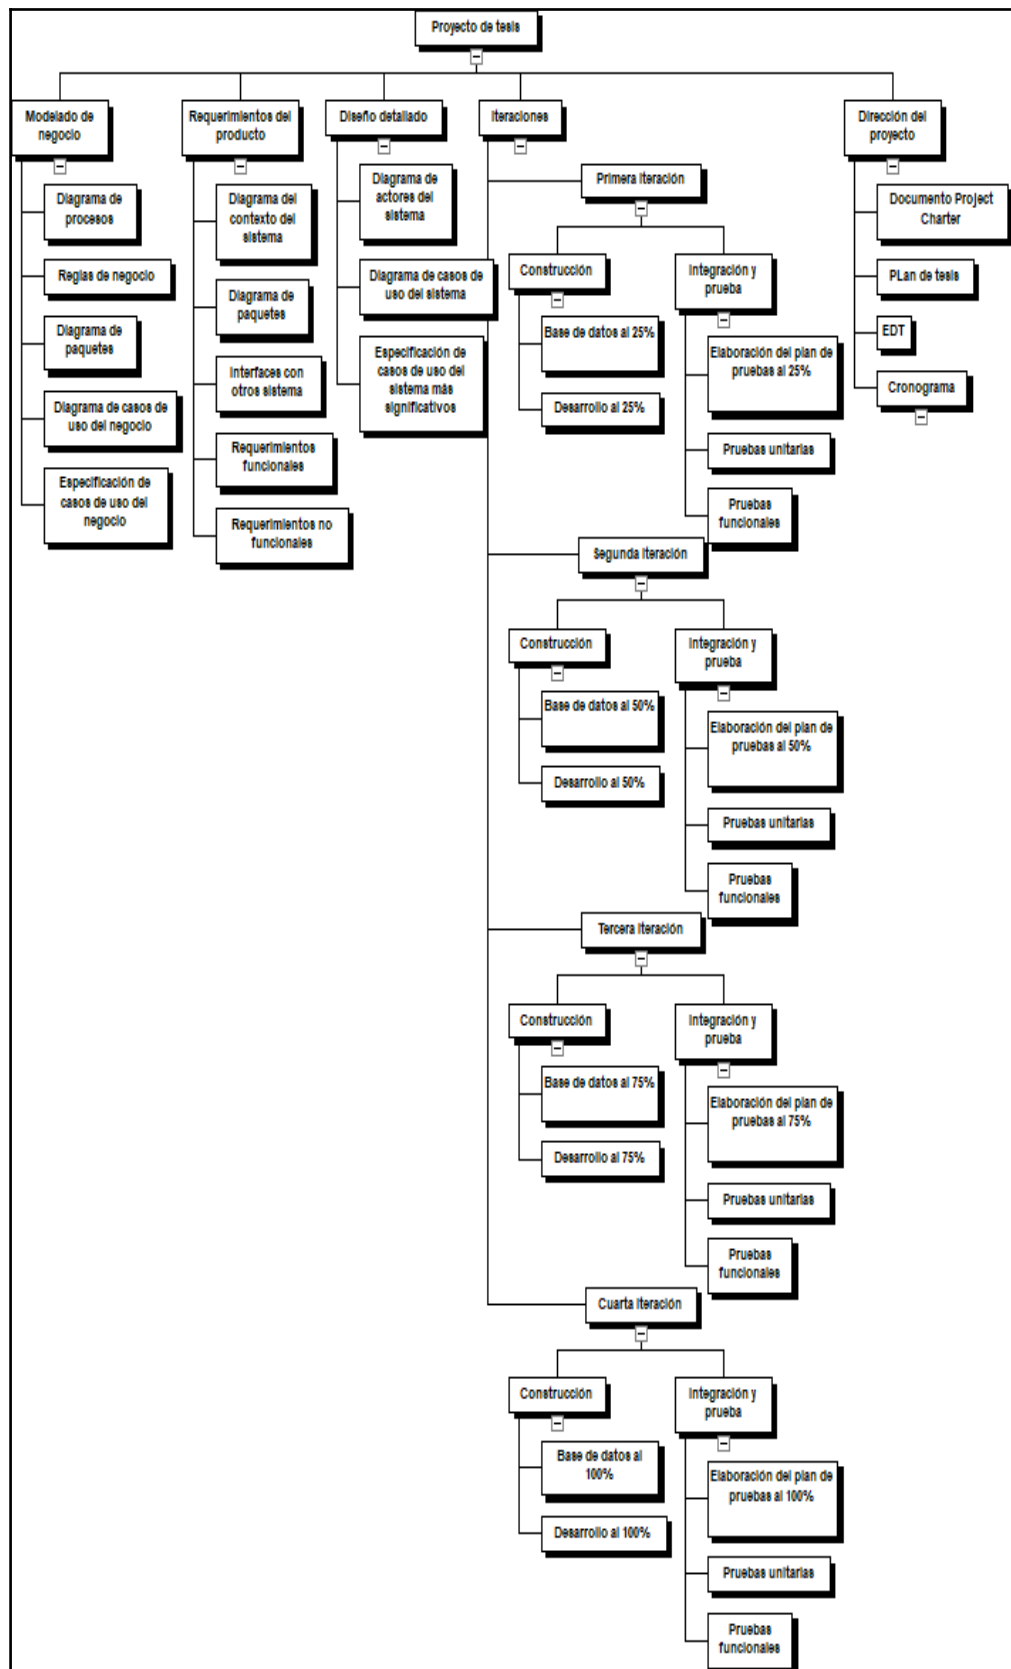 Proyecto de tesis
Modelado de
negocio
Diagrama de
procesos
Reglas de negocio
Diagrama de
paquetes
Diagrama de casos de
uso del negocio
Especificación de
casos de uso del
negocio
Requerimientos del
producto
Diagrama del
contexto del
sistema
Diagrama de
paquetes
Interfaces con
otros sistema
Requerimientos
funcionales
Requerimientos no
funcionales
Diseño detallado
Diagrama de
actores del
sistema
Diagrama de casos de
uso del sistema
Especificación de
casos de uso del
sistema más
significativos
Iteraciones
Primera iteración
Construcción
Base de datos al 25%
Desarrollo al 25%
Integración y
prueba
Elaboración del plan de
pruebas al 25%
Pruebas unitarias
Pruebas
funcionales
Segunda iteración
Construcción
Base de datos al 50%
Desarrollo al 50%
Integración y
prueba
Elaboración del plan de
pruebas al 50%
Pruebas unitarias
Pruebas
funcionales
Tercera iteración
Construcción
Base de datos al 75%
Desarrollo al 75%
Integración y
prueba
Elaboración del plan de
pruebas al 75%
Pruebas unitarias
Pruebas
funcionales
Cuarta iteración
Construcción
Base de datos al
100%
Desarrollo al 100%
Integración y
prueba
Elaboración del plan de
pruebas al 100%
Pruebas unitarias
Pruebas
funcionales
Dirección del
proyecto
Documento Project
Charter
PLan de tesis
EDT
Cronograma